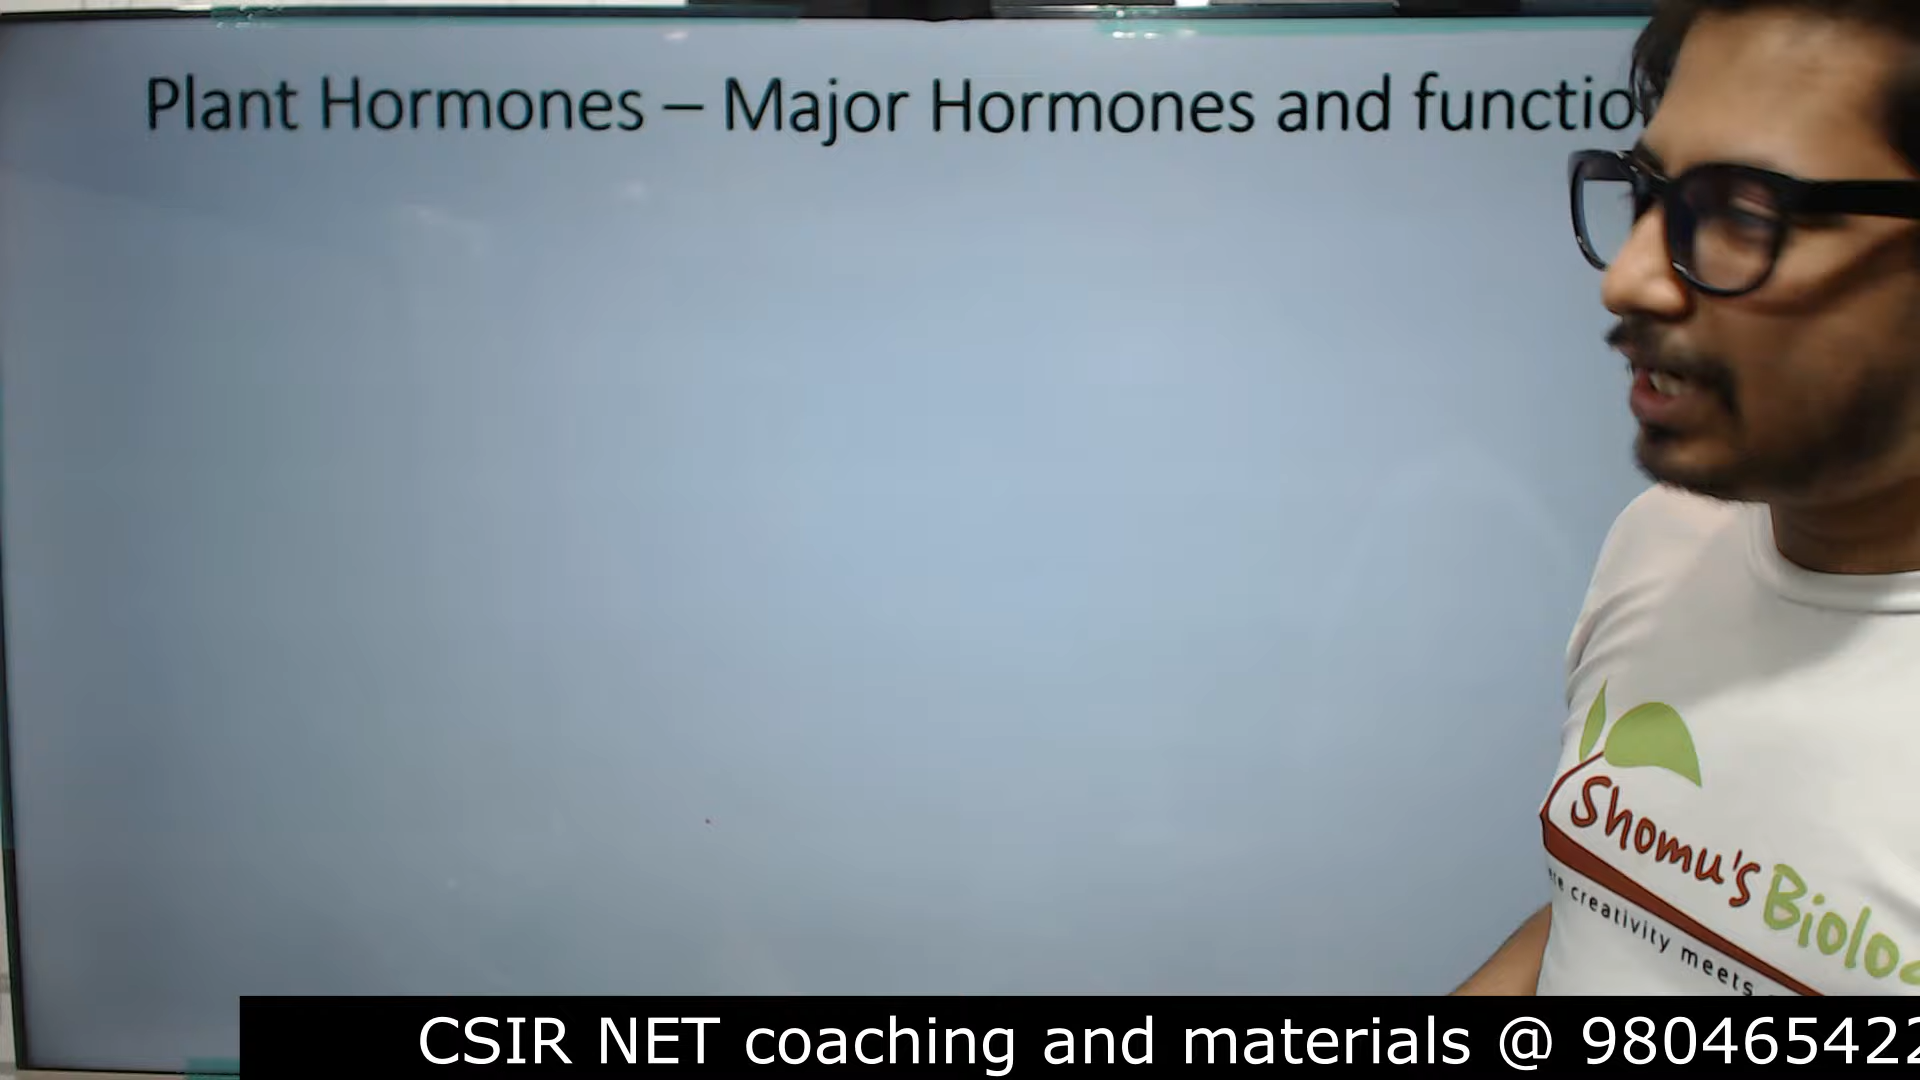 Plant Hormones – Major Hormones and functio
Shomu's
Biolo
creativity meets
CSIR NET coaching and materials @ 980465422